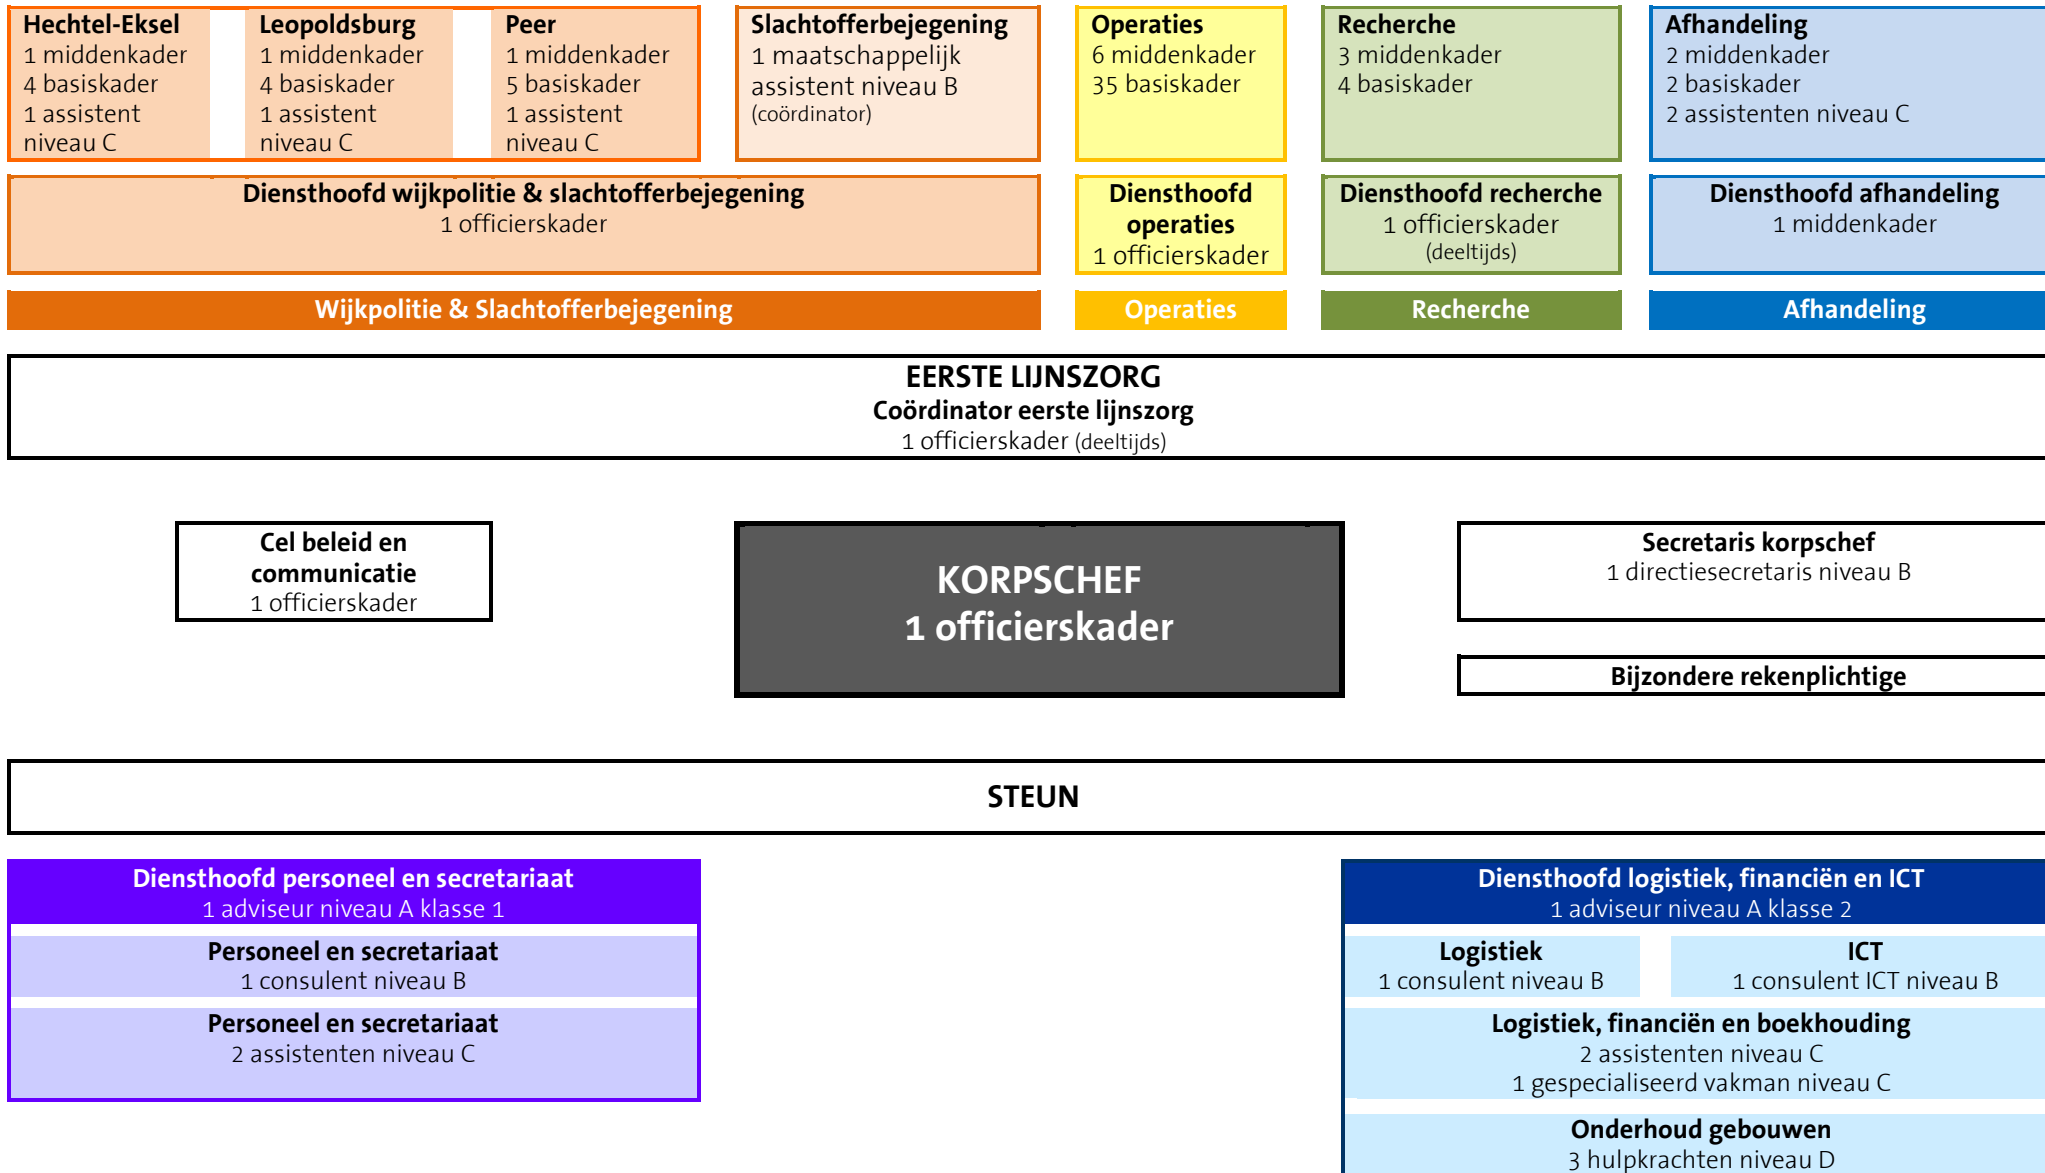 Hechtel-Eksel
1 middenkader
4 basiskader
1 assistent
niveau C
Leopoldsburg
1 middenkader
4 basiskader
1 assistent
niveau C
Peer
1 middenkader
5 basiskader
1 assistent
niveau C
Slachtofferbejegening
1 maatschappelijk
assistent niveau B
(coördinator)
Operaties
6 middenkader
35 basiskader
Recherche
3 middenkader
4 basiskader
Afhandeling
2 middenkader
2 basiskader
2 assistenten niveau C
Diensthoofd wijkpolitie & slachtofferbejegening
1 officierskader
Diensthoofd
operaties
1 officierskader
Diensthoofd recherche
1 officierskader
(deeltijds)
Diensthoofd afhandeling
1 middenkader
Wijkpolitie & Slachtofferbejegening
Operaties
Recherche
Afhandeling
EERSTE LIJNSZORG
Coördinator eerste lijnszorg
1 officierskader (deeltijds)
Cel beleid en
communicatie
1 officierskader
KORPSCHEF
1 officierskader
Secretaris korpschef
1 directiesecretaris niveau B
Bijzondere rekenplichtige
STEUN
Diensthoofd personeel en secretariaat
1 adviseur niveau A klasse 1
Personeel en secretariaat
1 consulent niveau B
Personeel en secretariaat
2 assistenten niveau C
Diensthoofd logistiek, financiën en ICT
1 adviseur niveau A klasse 2
Logistiek
1 consulent niveau B
ICT
1 consulent ICT niveau B
Logistiek, financiën en boekhouding
2 assistenten niveau C
1 gespecialiseerd vakman niveau C
Onderhoud gebouwen
3 hulpkrachten niveau D